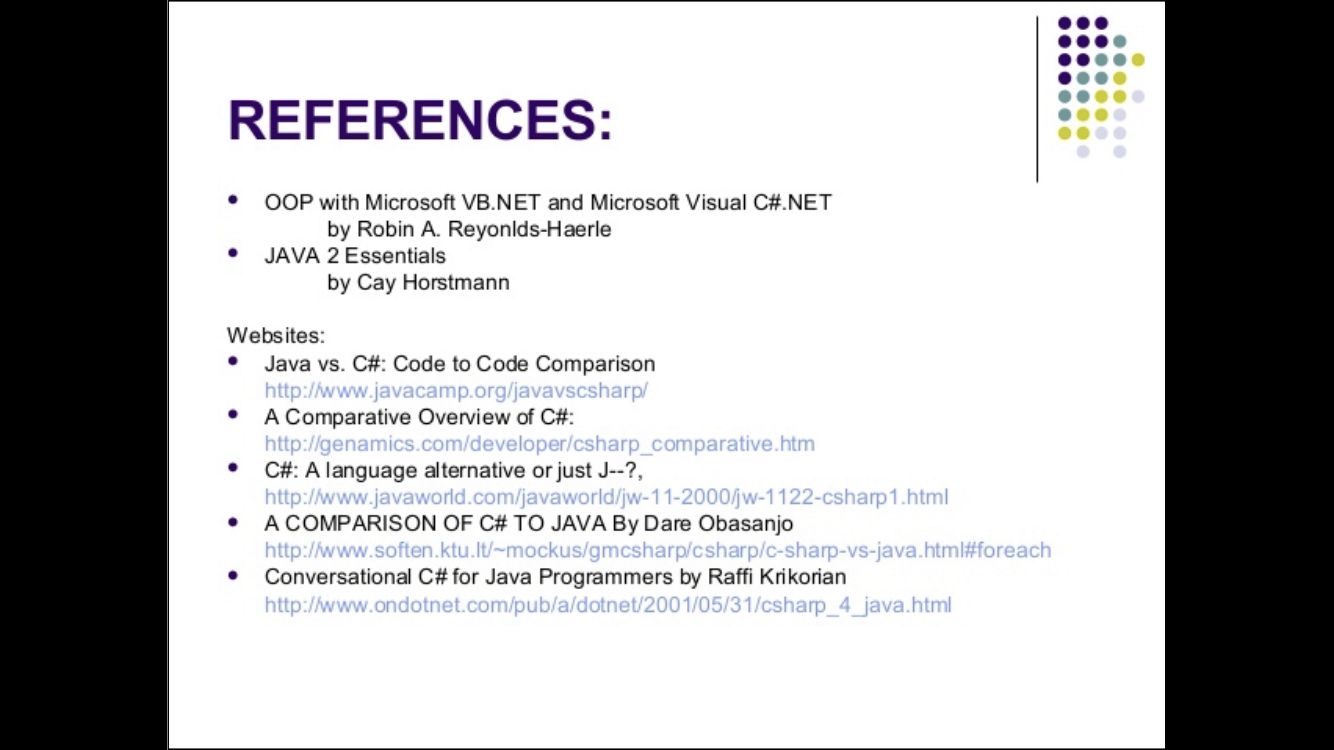 REFERENCES:
• OOP with Microsoft VB.NET and Microsoft Visual C#.NET
by Robin A. Reyonlds-Haerle
• JAVA 2 Essentials
by Cay Horstmann
Websites:
• Java vs. C#: Code to Code Comparison
http://www.javacamp.org/javavscsharp/
• A Comparative Overview of C#:
http://genamics.com/developer/csharp_comparative.htm
• C#: A language alternative or just J--?,
http://www.javaworld.com/javaworld/jw-11-2000/jw-1122-csharp1.html
• A COMPARISON OF C# TO JAVA By Dare Obasanjo
http://www.soften.ktu.lt/~mockus/gmcsharp/csharp/c-sharp-vs-java.html#foreach
• Conversational C# for Java Programmers by Raffi Krikorian
http://www.ondotnet.com/pub/a/dotnet/2001/05/31/csharp_4_java.html